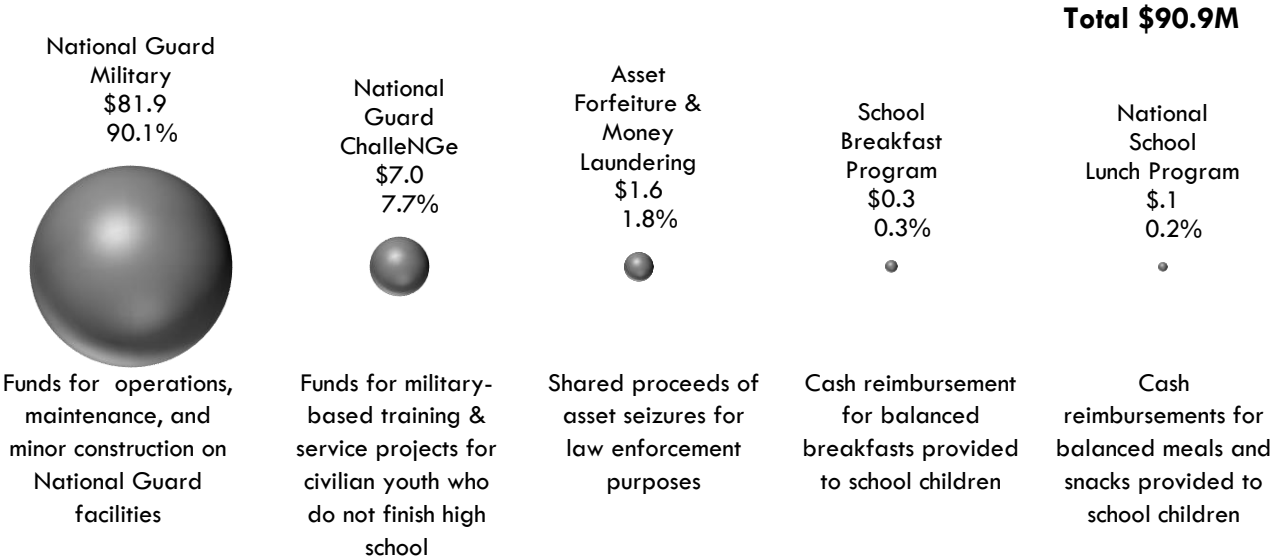 Total $90.9M
National Guard
Military
$81.9
90.1%
National
Guard
ChalleNGe
$7.0
7.7%
Asset
Forfeiture &
Money
Laundering
$1.6
1.8%
School
Breakfast
Program
$0.3
0.3%
National
School
Lunch Program
$.1
0.2%
Funds for operations,
maintenance, and
minor construction on
National Guard
facilities
Funds for military-
based training &
service projects for
civilian youth who
do not finish high
school
Shared proceeds of
asset seizures for
law enforcement
purposes
Cash reimbursement
for balanced
breakfasts provided
to school children
Cash
reimbursements for
balanced meals and
snacks provided to
school children